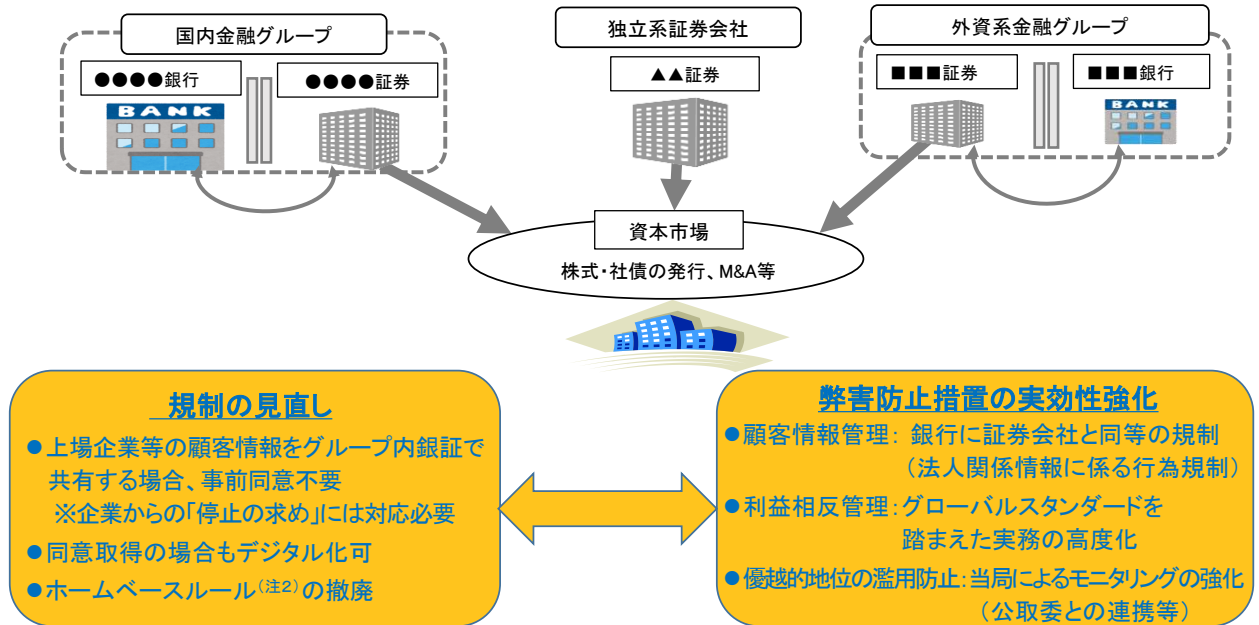 国内金融グループ
独立系証券会社
外資系金融グループ
●●●●銀行
●●●●証券
▲▲証券
■■■証券
■■■銀行
BANK
BANK
資本市場
株式・社債の発行、M&A等
規制の見直し
●上場企業等の顧客情報をグループ内銀証で
共有する場合、事前同意不要
※企業からの「停止の求め」には対応必要
●同意取得の場合もデジタル化可
●ホームベースルール(注2)の撤廃
弊害防止措置の実効性強化
●顧客情報管理: 銀行に証券会社と同等の規制
(法人関係情報に係る行為規制)
●利益相反管理:グローバルスタンダードを
踏まえた実務の高度化
●優越的地位の濫用防止:当局によるモニタリングの強化
(公取委との連携等)